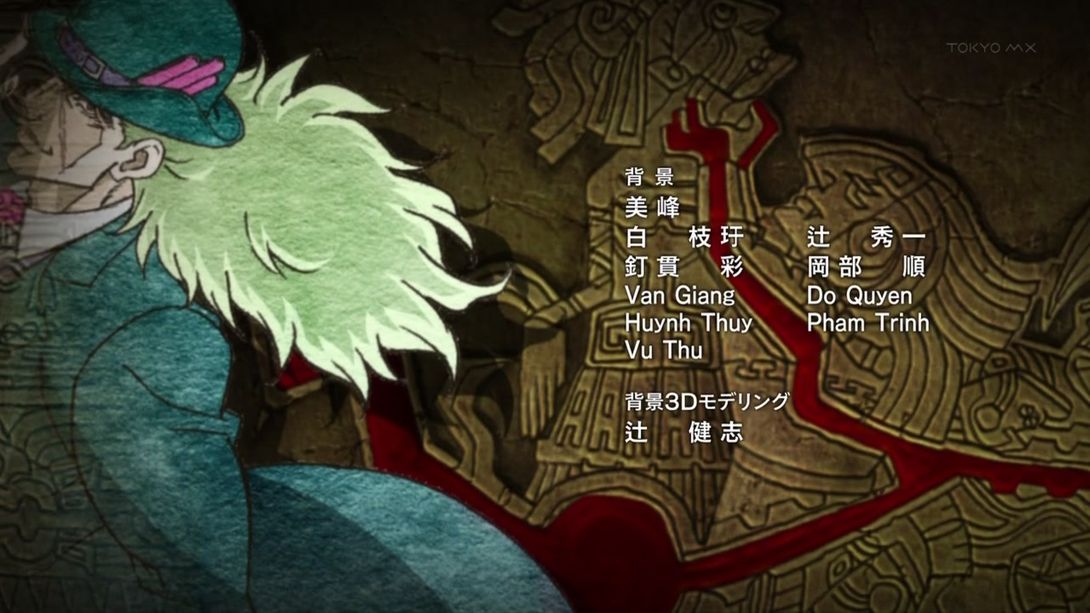 TOKYO MX
背景
美峰
白 枝玗 辻 秀一
釘貫 彩 岡部 順
Van Giang Do Quyen
Huynh Thuy Pham Trinh
Vu Thu
背景3Dモデリング
辻 健志